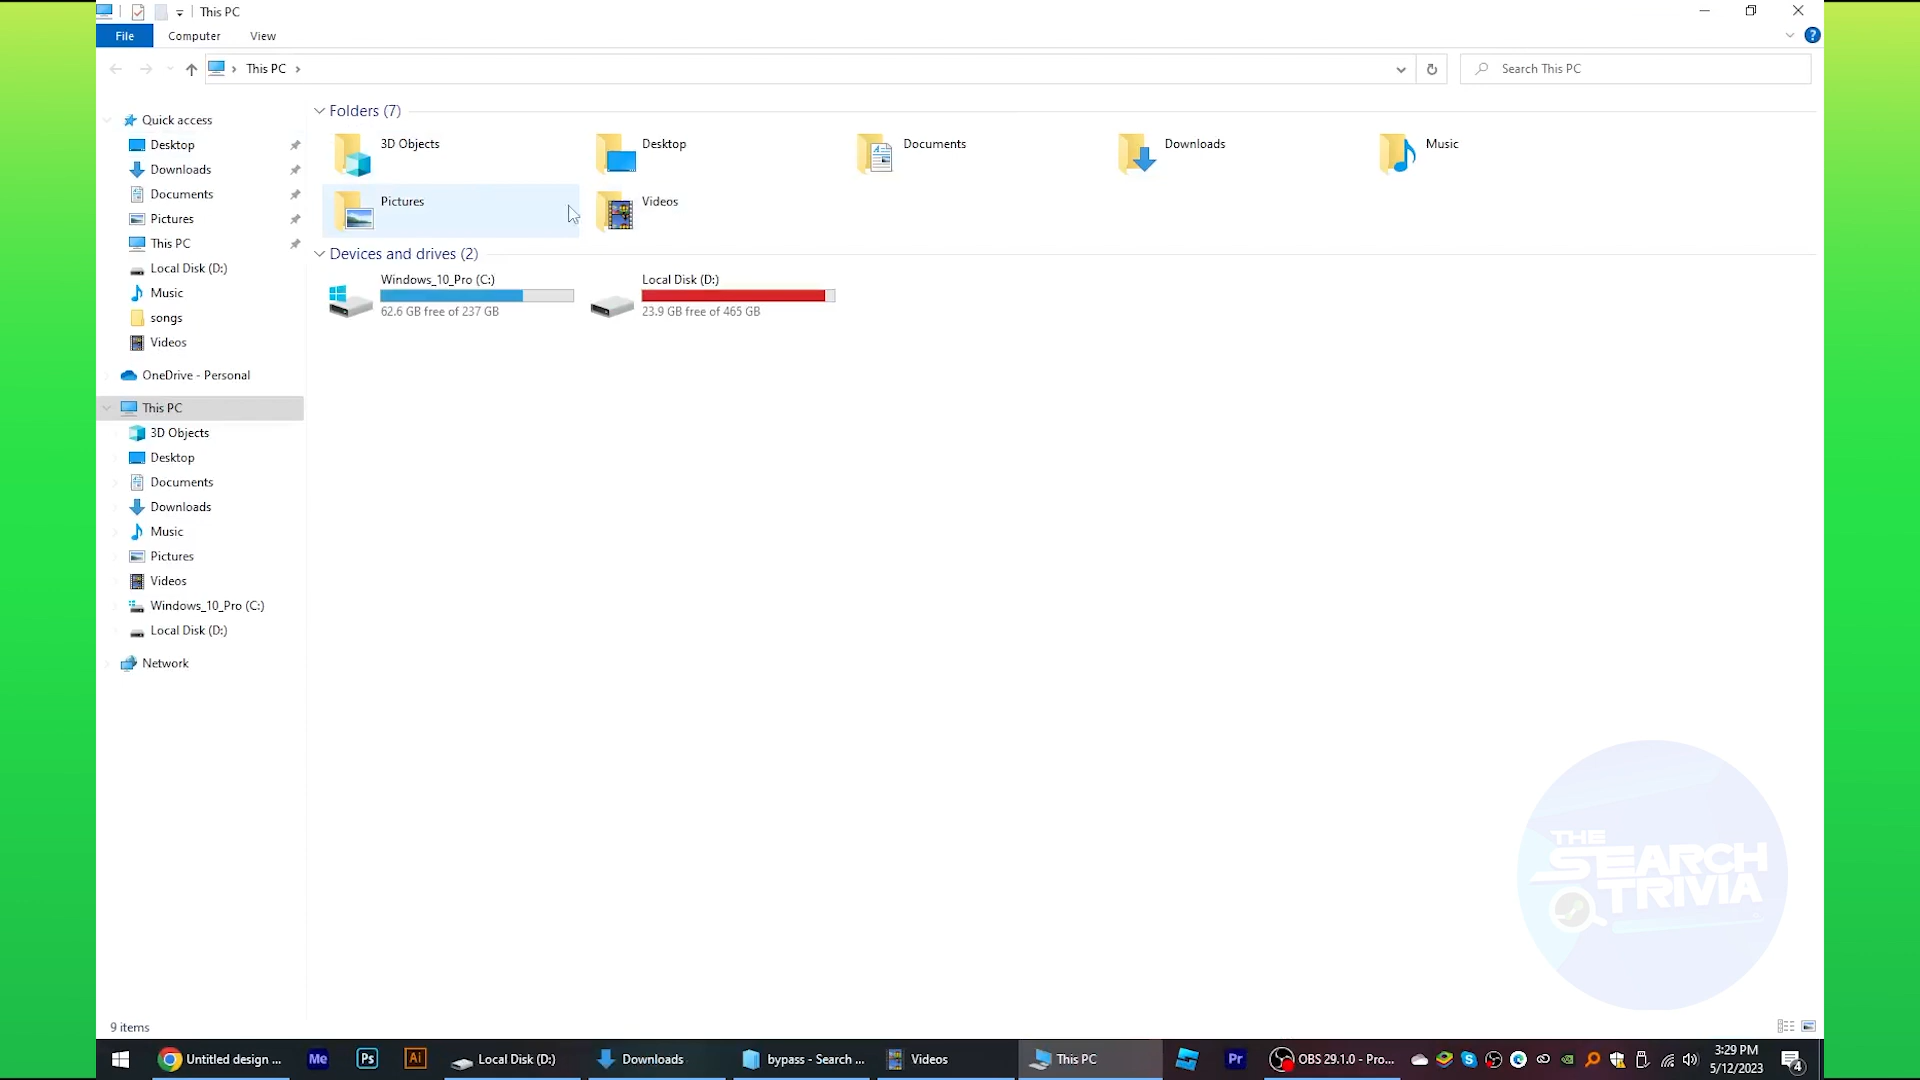 This PC
File Computer View
This PC
Search This PC
Quick access
Desktop
Downloads
Documents
Pictures
This PC
Local Disk (D:)
Music
songs
Videos
OneDrive - Personal
This PC
3D Objects
Desktop
Documents
Downloads
Music
Pictures
Videos
Windows_10_Pro (C:)
Local Disk (D:)
Network
Folders (7)
3D Objects Desktop Documents Downloads Music
Pictures Videos
Devices and drives (2)
Windows_10_Pro (C:)
62.6 GB free of 237 GB
Local Disk (D:)
23.9 GB free of 465 GB
THE
SEARCH
TRIVIA
9 items
Untitled design ... Me Ps Ai Local Disk (D:) Downloads bypass - Search ... Videos This PC Pr OBS 29.1.0 - Pro... 3:29 PM
5/12/2023 4